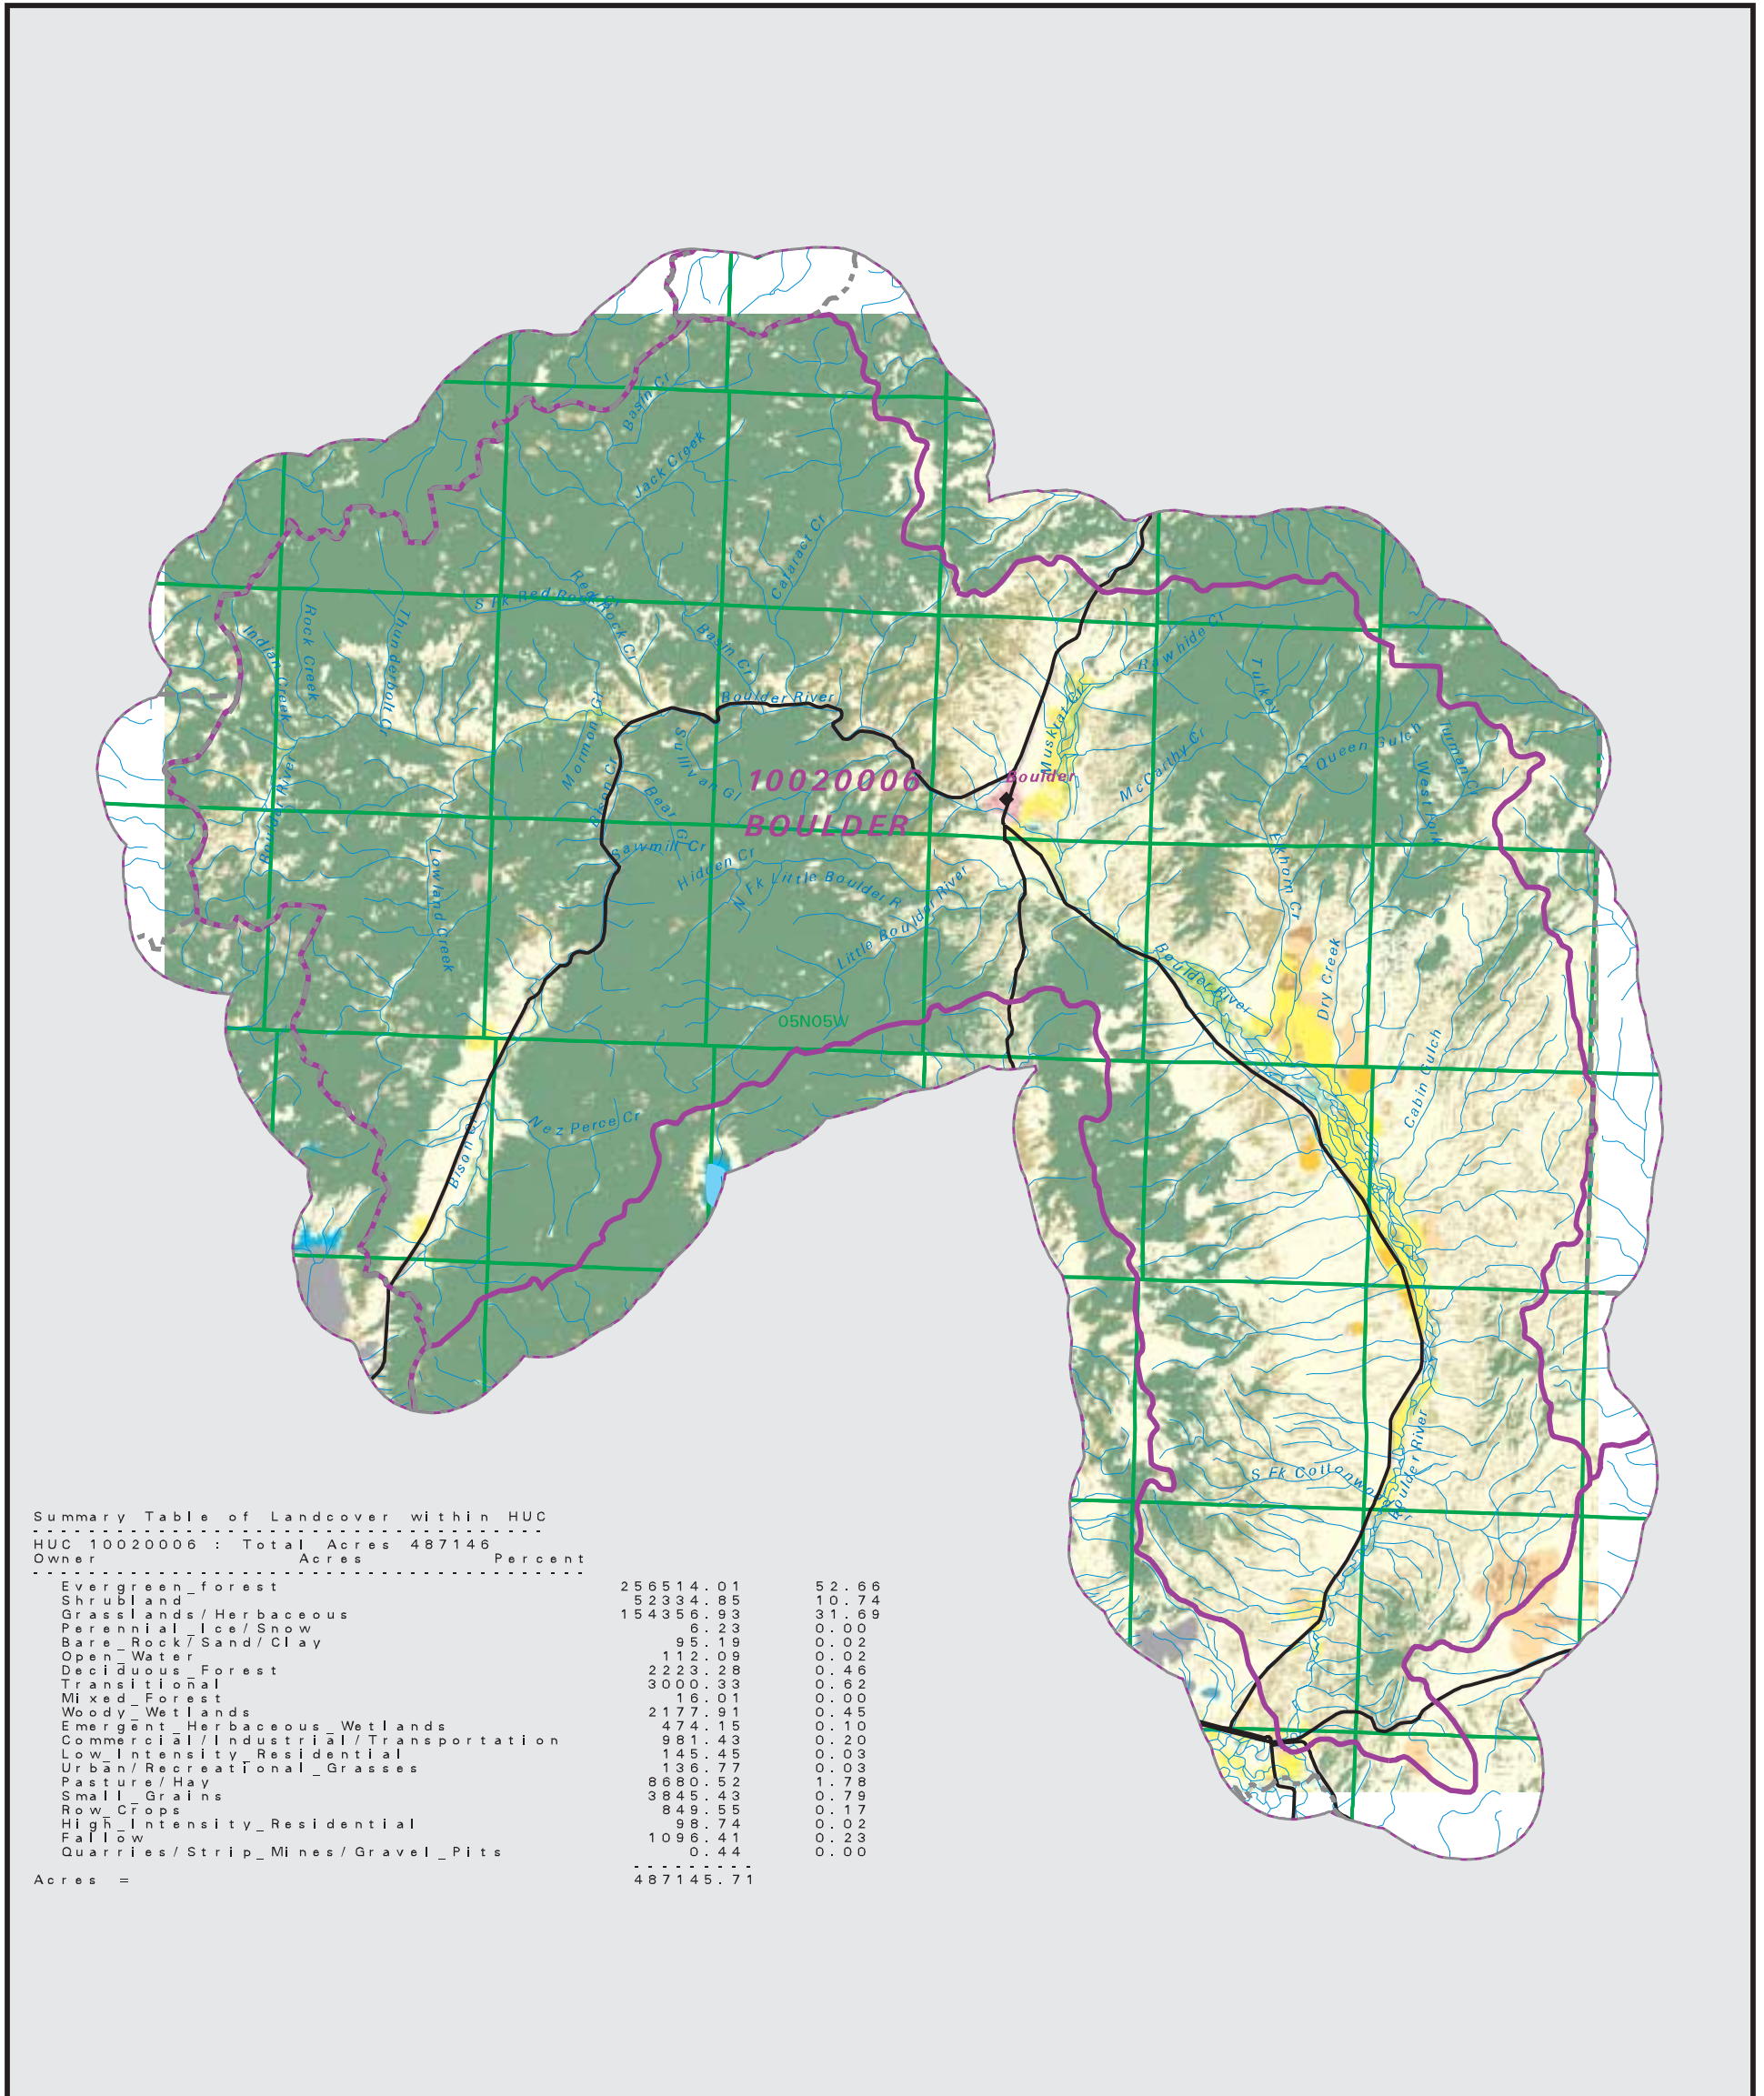 Basin Cr
Jack Creek
Cataract Cr
Red Rock Cr
S Fk Red Rock Cr
Rock Creek
Thunderbolt Cr
Indian Creek
Basin Cr
Rawhide Cr
Turkey Cr
Boulder River
Mormon Gl
Sullivan Gl
Muskrat Cr
McCarthy Cr
Queen Gulch
Turman Cr
West Fork
10020006
BOULDER
Boulder
Boulder River
Bison Cr
Bear G
Sawmill Cr
Hidden Cr
N Fk Little Boulder R
Little Boulder River
Lowland Creek
Elkhorn Cr
Boulder River
Dry Creek
05N05W
Cabin Gulch
Nez Perce Cr
Bison Cr
S Fk Cottonwood Cr
Boulder River
Summary Table of Landcover within HUC
HUC 10020006 : Total Acres 487146
Owner Acres Percent
Evergreen_forest 256514.01 52.66
Shrubland 52334.85 10.74
Grasslands/Herbaceous 154356.93 31.69
Perennial_Ice/Snow 6.23 0.00
Bare_Rock/Sand/Clay 95.19 0.02
Open_Water 112.09 0.02
Deciduous_Forest 2223.28 0.46
Transitional 3000.33 0.62
Mixed_Forest 16.01 0.00
Woody_Wetlands 2177.91 0.45
Emergent_Herbaceous_Wetlands 474.15 0.10
Commercial/Industrial/Transportation 981.43 0.20
Low_Intensity_Residential 145.45 0.03
Urban/Recreational_Grasses 136.77 0.03
Pasture/Hay 8680.52 1.78
Small_Grains 3845.43 0.79
Row_Crops 849.55 0.17
High_Intensity_Residential 98.74 0.02
Fallow 1096.41 0.23
Quarries/Strip_Mines/Gravel_Pits 0.44 0.00
Acres = 487145.71